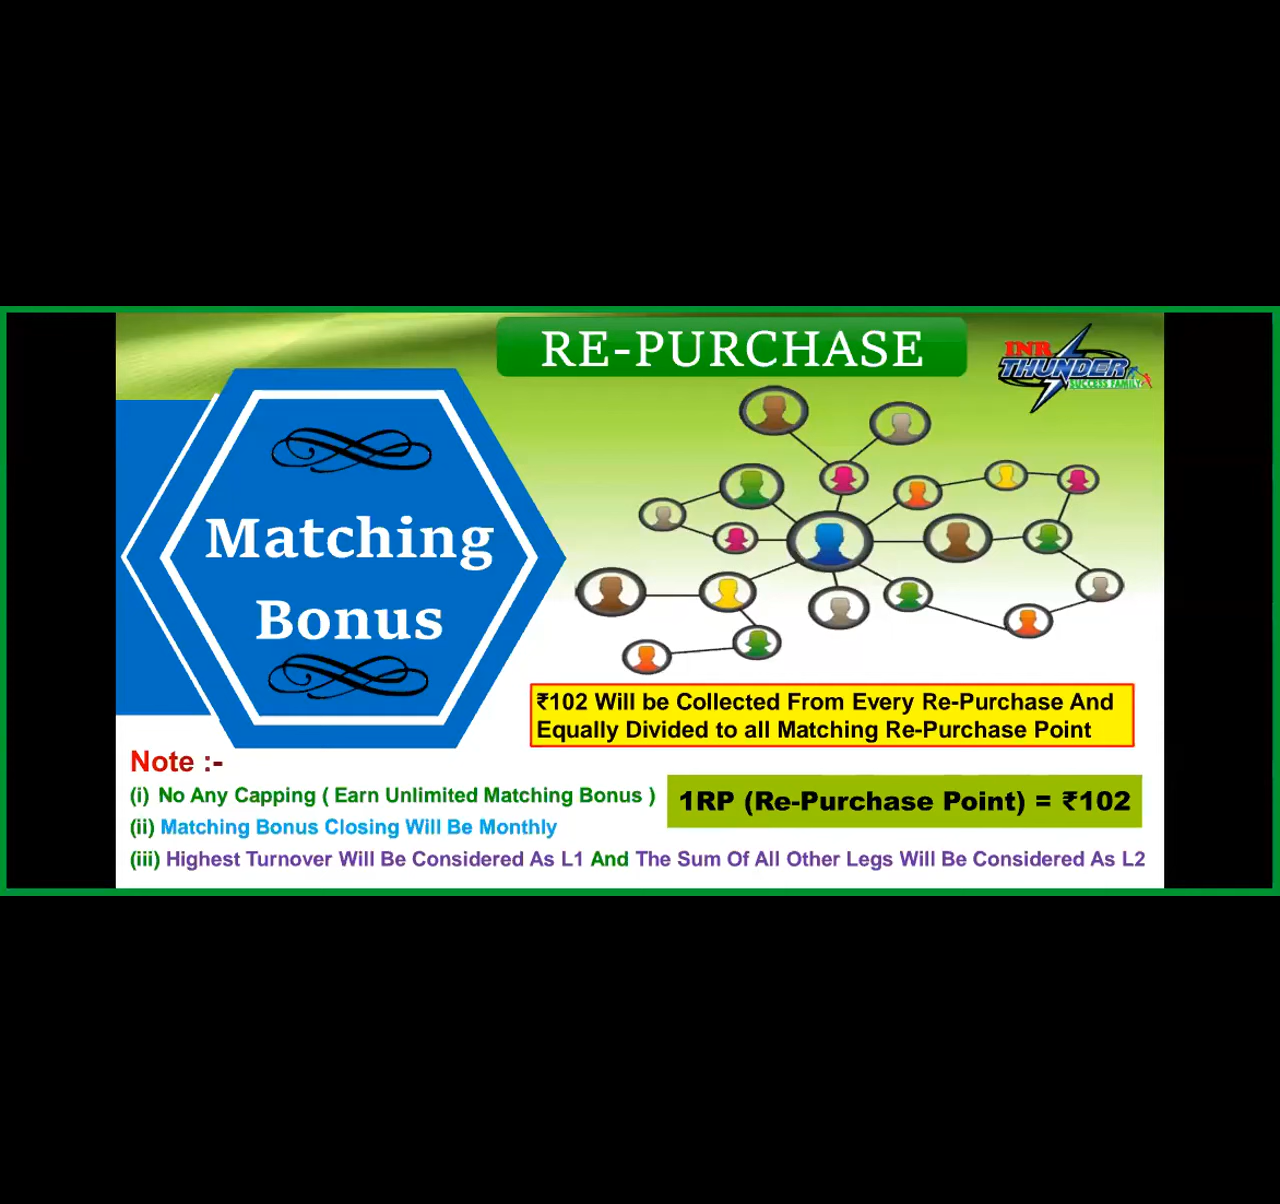 RE-PURCHASE
INR
THUNDER
SUCCESS FAMILY
Matching
Bonus
₹102 Will be Collected From Every Re-Purchase And
Equally Divided to all Matching Re-Purchase Point
Note :-
(i) No Any Capping ( Earn Unlimited Matching Bonus )
1RP (Re-Purchase Point) = ₹102
(ii) Matching Bonus Closing Will Be Monthly
(iii) Highest Turnover Will Be Considered As L1 And The Sum Of All Other Legs Will Be Considered As L2